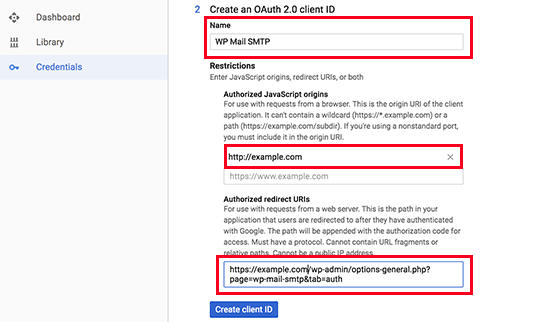 Dashboard
Library
Credentials
2 Create an OAuth 2.0 client ID
Name
WP Mail SMTP
Restrictions
Enter JavaScript origins, redirect URIs, or both
Authorized JavaScript origins
For use with requests from a browser. This is the origin URI of the client
application. It can't contain a wildcard (https://*.example.com) or a
path (https://example.com/subdir). If you're using a nonstandard port,
you must include it in the origin URI.
http://example.com
https://www.example.com
Authorized redirect URIs
For use with requests from a web server. This is the path in your
application that users are redirected to after they have authenticated
with Google. The path will be appended with the authorization code for
access. Must have a protocol. Cannot contain URL fragments or
relative paths. Cannot be a public IP address.
https://example.com/wp-admin/options-general.php?
page=wp-mail-smtp&tab=auth
Create client ID